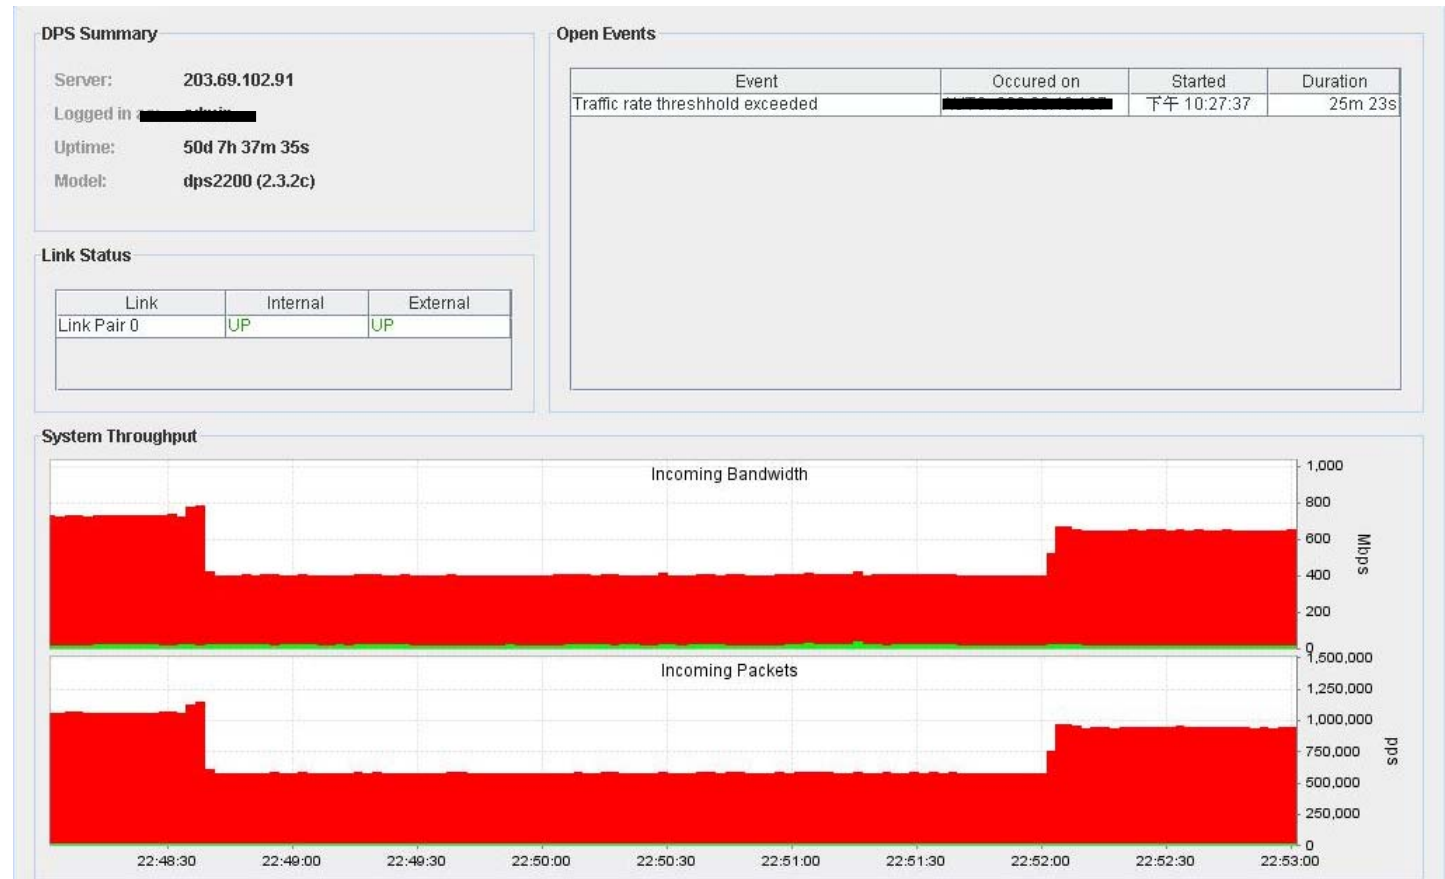 DPS Summary
Server: 203.69.102.91
Logged in
Uptime: 50d 7h 37m 35s
Model: dps2200 (2.3.2c)
Open Events
Event Occured on Started Duration
Traffic rate threshhold exceeded 下午 10:27:37 25m 23s
Link Status
Link Internal External
Link Pair 0 UP UP
System Throughput
Incoming Bandwidth
1,000
800
600
400
200
0
Mbps
Incoming Packets
1,500,000
1,250,000
1,000,000
750,000
500,000
250,000
0
pps
22:48:30 22:49:00 22:49:30 22:50:00 22:50:30 22:51:00 22:51:30 22:52:00 22:52:30 22:53:00